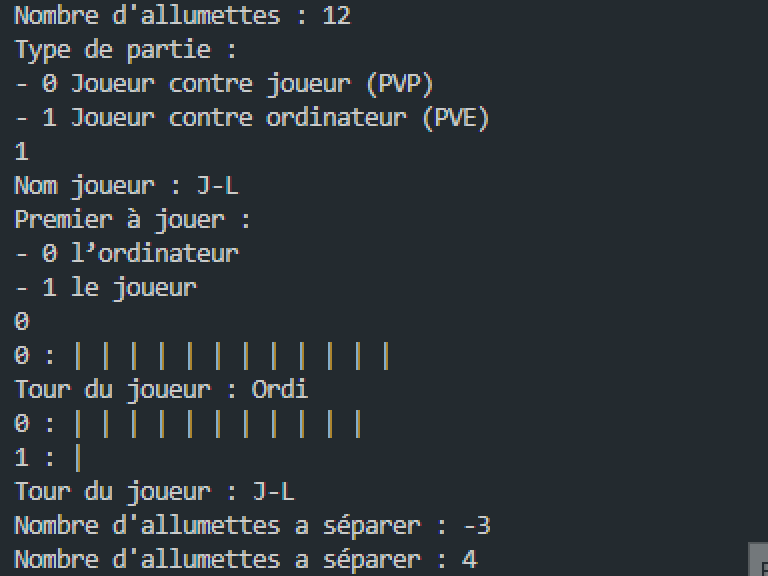 Nombre d'allumettes : 12
Type de partie :
- 0 Joueur contre joueur (PVP)
- 1 Joueur contre ordinateur (PVE)
1
Nom joueur : J-L
Premier à jouer :
- 0 l’ordinateur
- 1 le joueur
0
0 : | | | | | | | | | | | |
Tour du joueur : Ordi
0 : | | | | | | | | | | |
1 : |
Tour du joueur : J-L
Nombre d'allumettes a séparer : -3
Nombre d'allumettes a séparer : 4